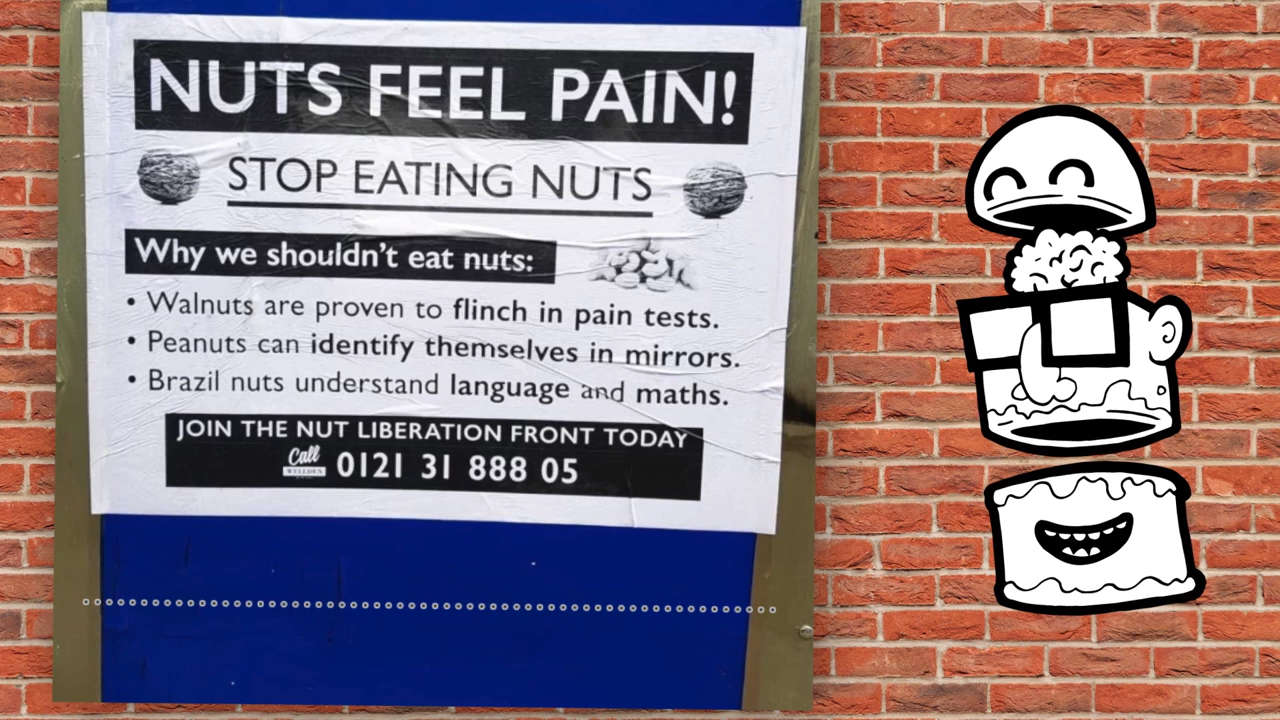 NUTS FEEL PAIN!
STOP EATING NUTS
Why we shouldn't eat nuts:
• Walnuts are proven to flinch in pain tests.
• Peanuts can identify themselves in mirrors.
• Brazil nuts understand language and maths.
JOIN THE NUT LIBERATION FRONT TODAY
Call 0121 31 888 05